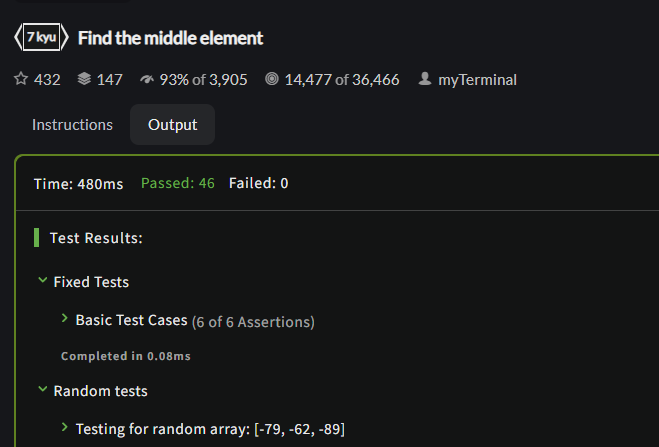 7 kyu Find the middle element
432 147 93% of 3,905 14,477 of 36,466 myTerminal
Instructions Output
Time: 480ms Passed: 46 Failed: 0
Test Results:
Fixed Tests
Basic Test Cases (6 of 6 Assertions)
Completed in 0.08ms
Random tests
Testing for random array: [-79, -62, -89]